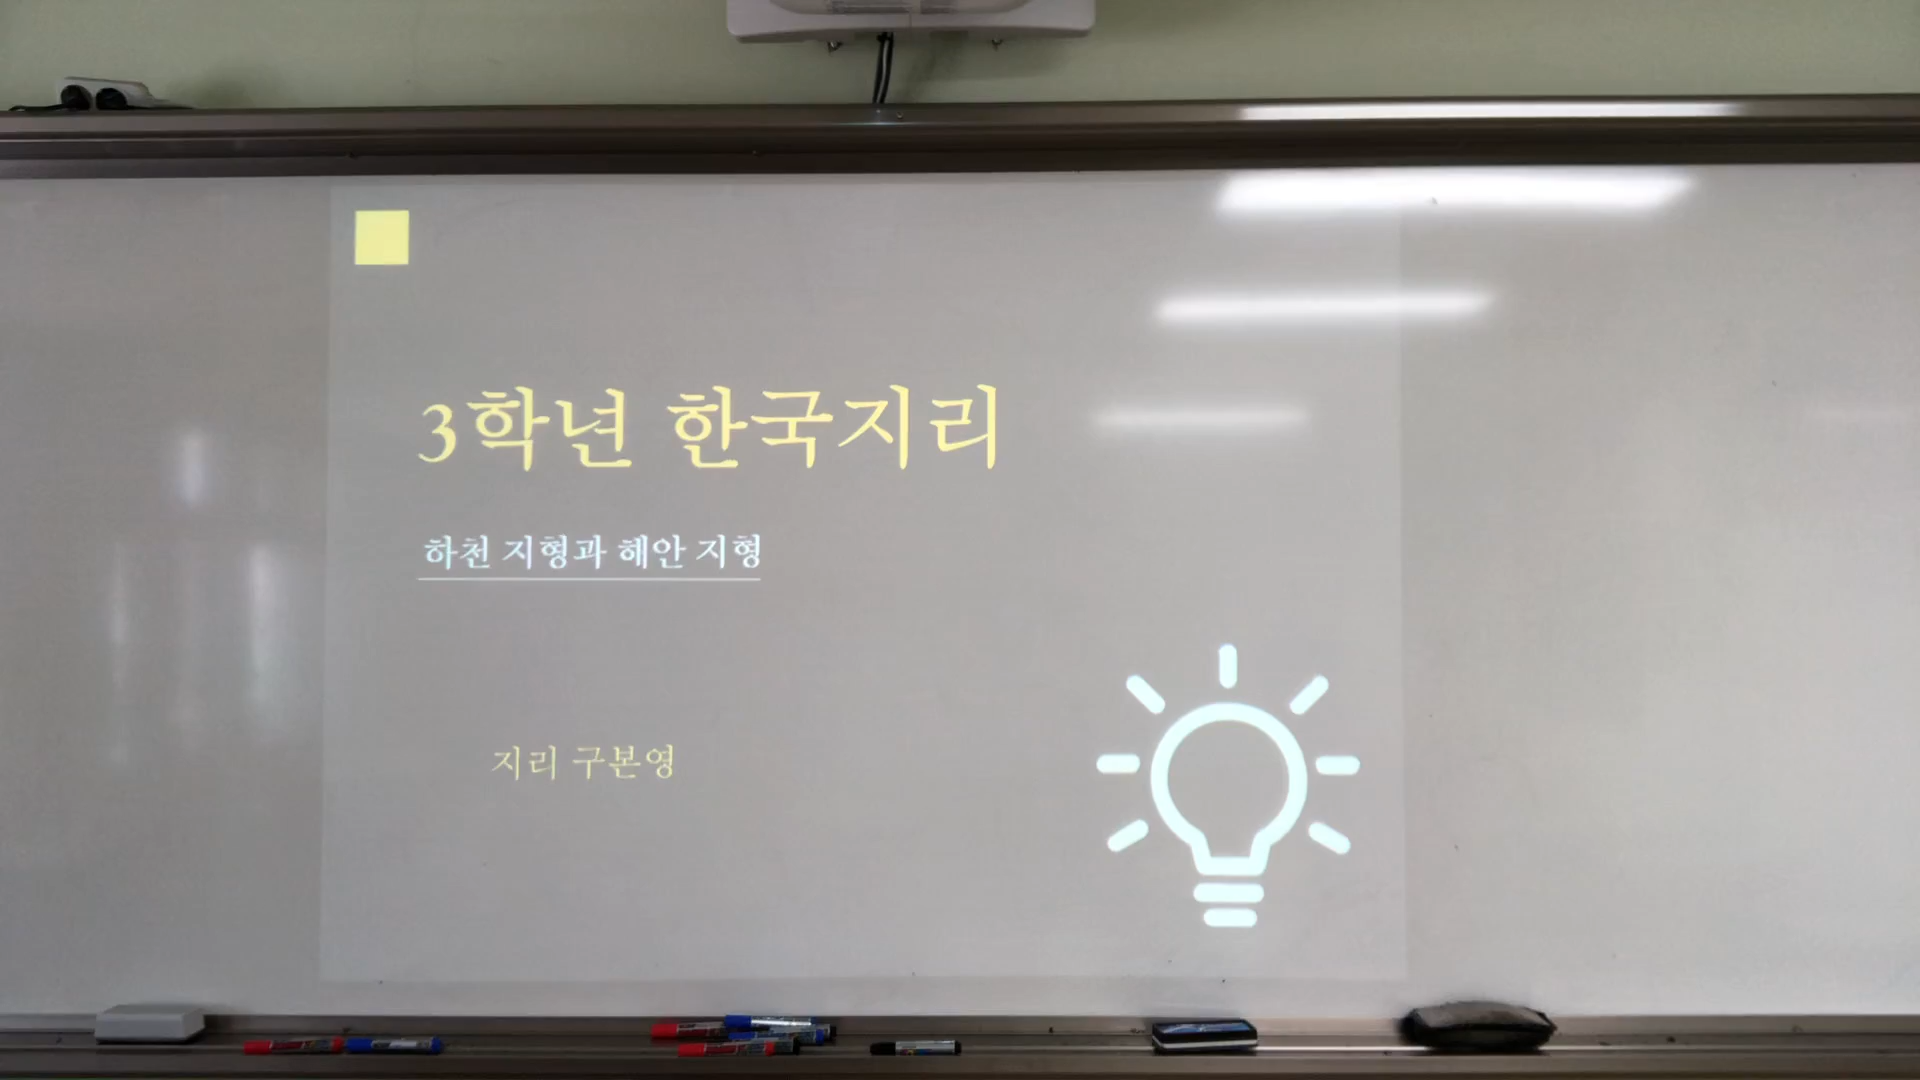 3학년 한국지리
하천 지형과 해안 지형
지리 구본영